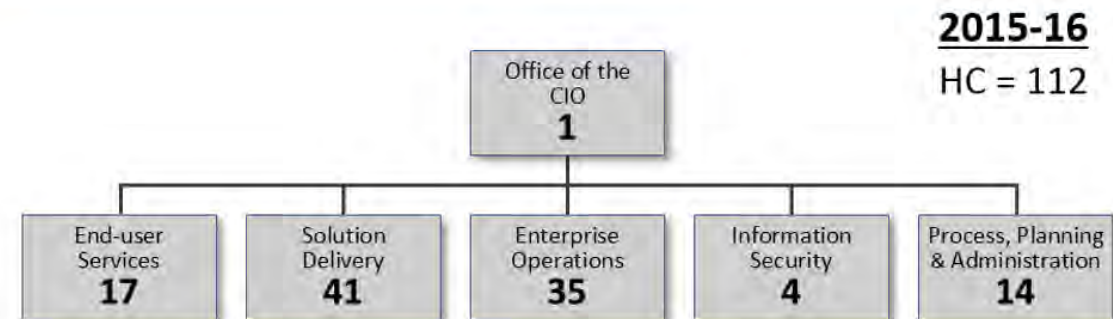 2015-16
HC = 112
Office of the
CIO
1
End-user
Services
17
Solution
Delivery
41
Enterprise
Operations
35
Information
Security
4
Process, Planning
& Administration
14